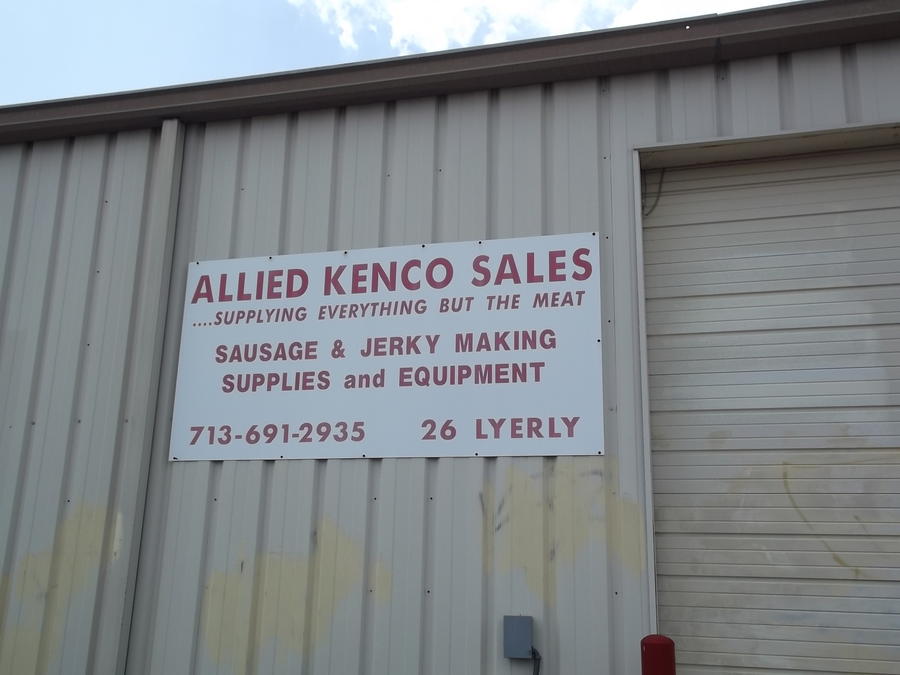 ALLIED KENCO SALES
....SUPPLYING EVERYTHING BUT THE MEAT
SAUSAGE & JERKY MAKING
SUPPLIES and EQUIPMENT
713-691-2935 26 LYERLY